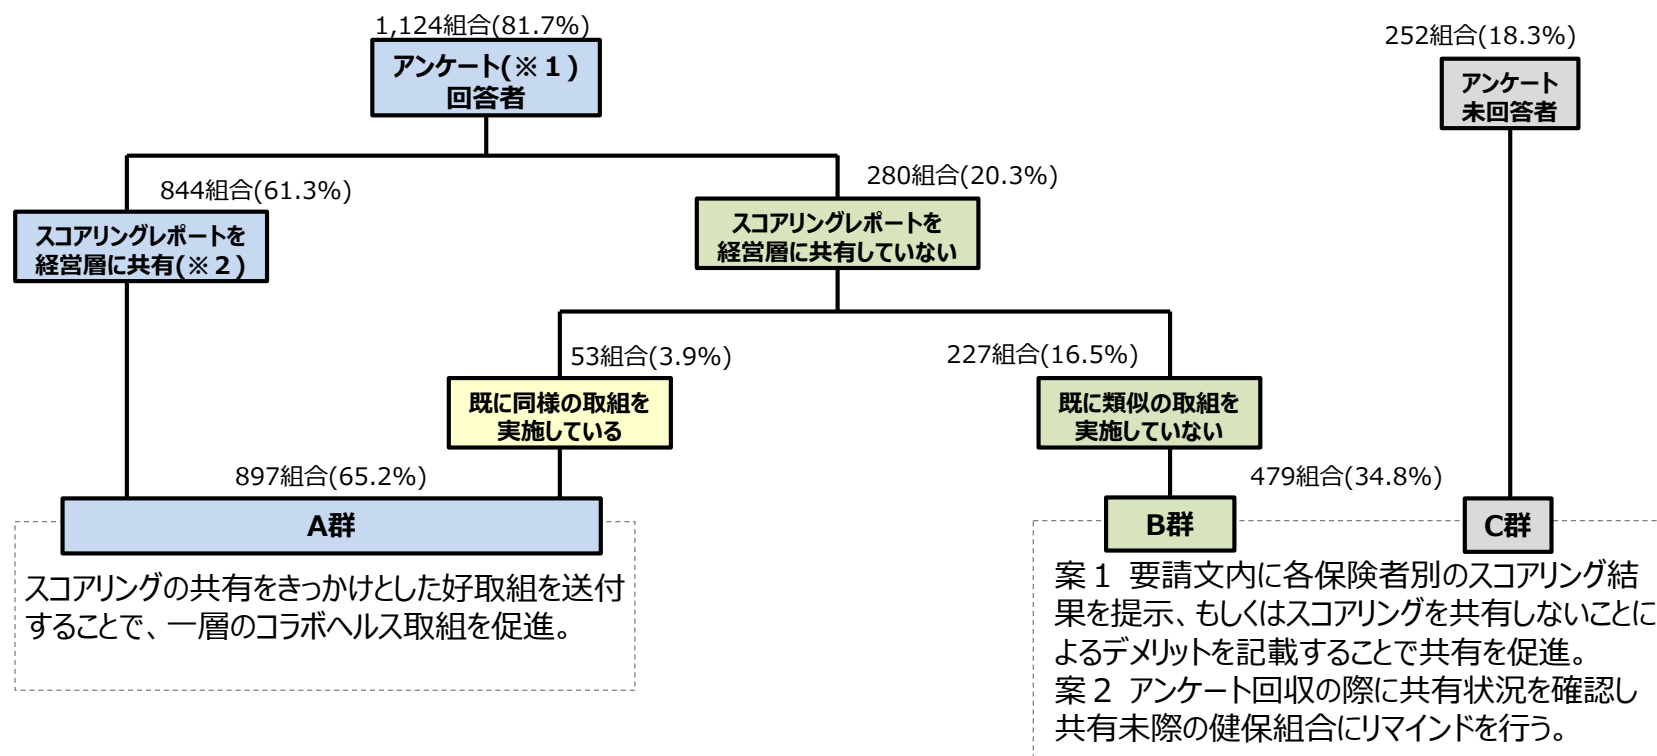 1,124組合(81.7%)
アンケート(※１)
回答者
252組合(18.3%)
アンケート
未回答者
844組合(61.3%)
スコアリングレポートを
経営層に共有(※２)
280組合(20.3%)
スコアリングレポートを
経営層に共有していない
53組合(3.9%)
既に同様の取組を
実施している
227組合(16.5%)
既に類似の取組を
実施していない
897組合(65.2%)
A群
479組合(34.8%)
B群
C群
スコアリングの共有をきっかけとした好取組を送付
することで、一層のコラボヘルス取組を促進。
案１ 要請文内に各保険者別のスコアリング結
果を提示、もしくはスコアリングを共有しないことに
よるデメリットを記載することで共有を促進。
案２ アンケート回収の際に共有状況を確認し
共有未際の健保組合にリマインドを行う。